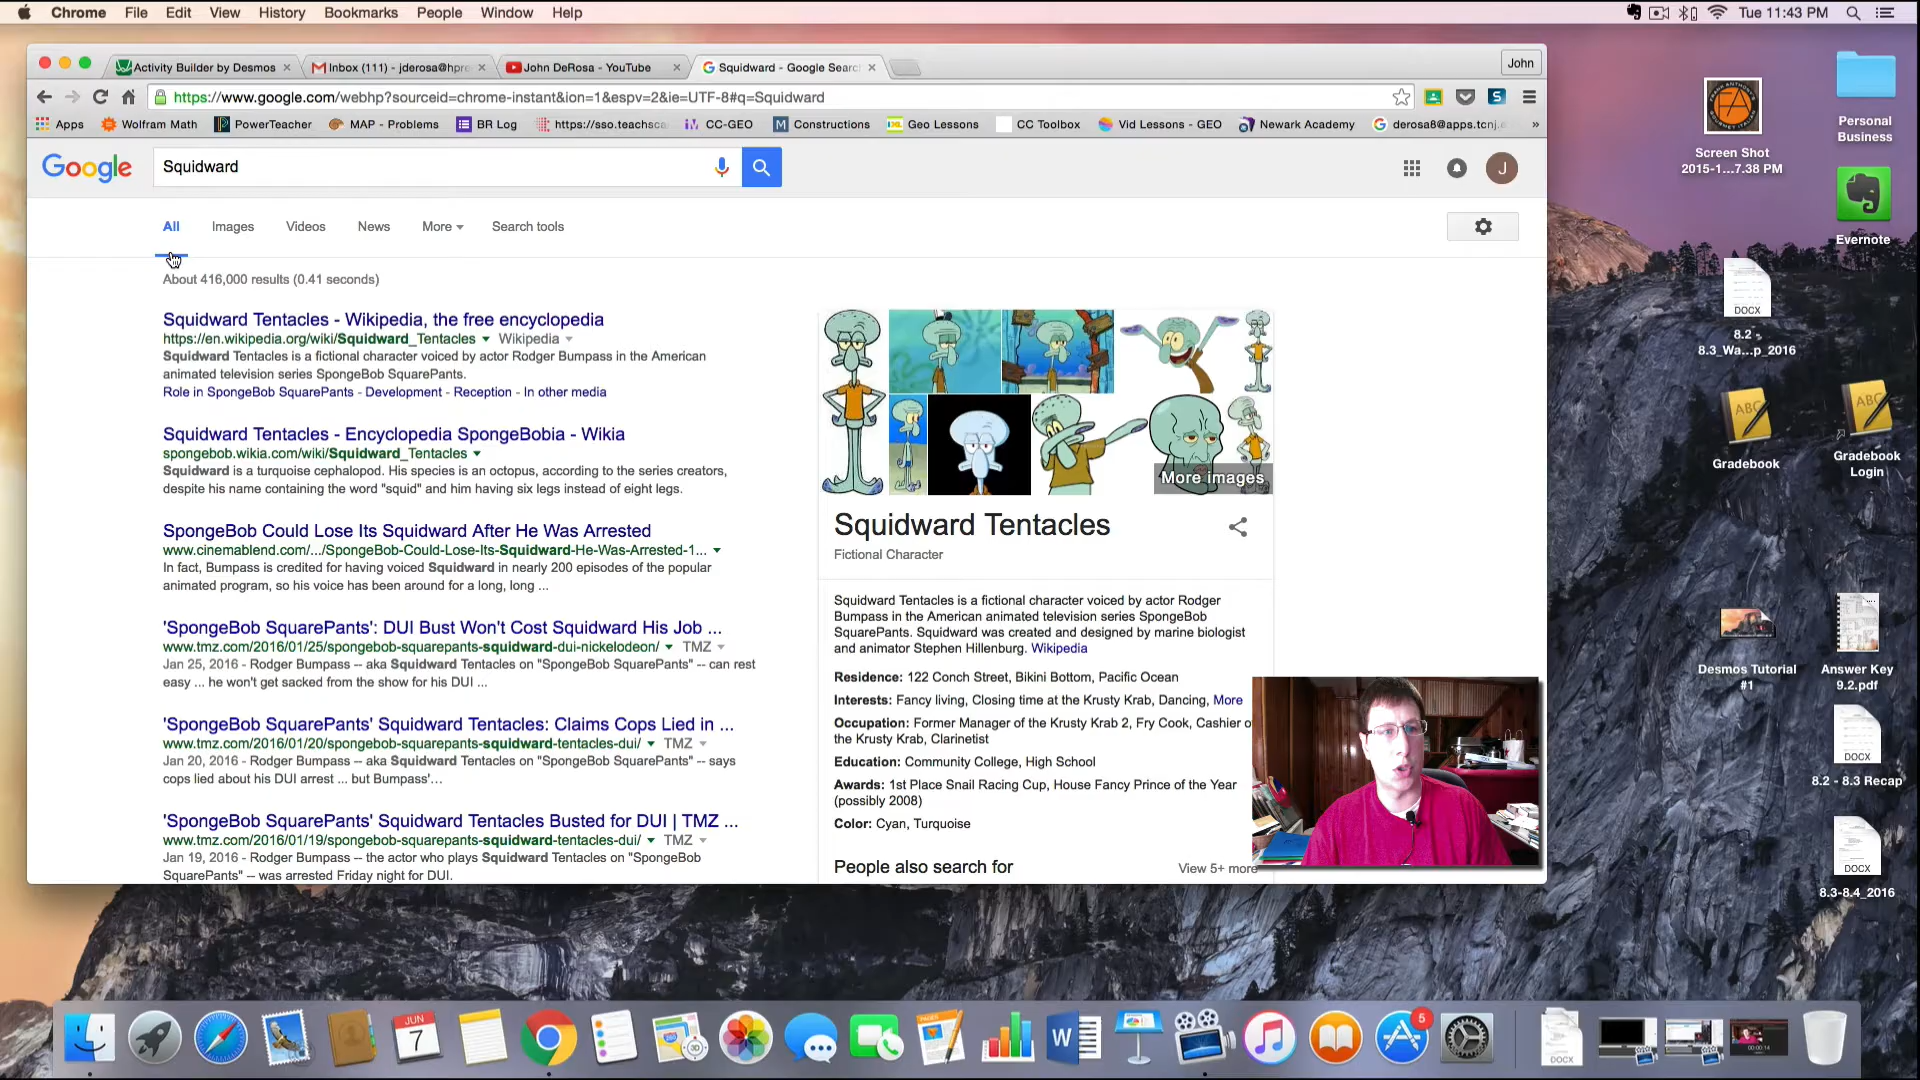 Chrome File Edit View History Bookmarks People Window Help
Tue 11:43 PM
Activity Builder by Desmos
Inbox (111) - jderosa@hpre
John DeRosa - YouTube
Squidward - Google Searc
John
https://www.google.com/webhp?sourceid=chrome-instant&ion=1&espv=2&ie=UTF-8#q=Squidward
Apps Wolfram Math PowerTeacher MAP - Problems BR Log https://sso.teachsca CC-GEO Constructions Geo Lessons CC Toolbox Vid Lessons - GEO Newark Academy derosa8@apps.tcnj.e »
Google
Squidward
J
All Images Videos News More Search tools
About 416,000 results (0.41 seconds)
Squidward Tentacles - Wikipedia, the free encyclopedia
https://en.wikipedia.org/wiki/Squidward_Tentacles Wikipedia
Squidward Tentacles is a fictional character voiced by actor Rodger Bumpass in the American
animated television series SpongeBob SquarePants.
Role in SpongeBob SquarePants - Development - Reception - In other media
Squidward Tentacles - Encyclopedia SpongeBobia - Wikia
spongebob.wikia.com/wiki/Squidward_Tentacles
Squidward is a turquoise cephalopod. His species is an octopus, according to the series creators,
despite his name containing the word "squid" and him having six legs instead of eight legs.
SpongeBob Could Lose Its Squidward After He Was Arrested
www.cinemablend.com/.../SpongeBob-Could-Lose-Its-Squidward-He-Was-Arrested-1...
In fact, Bumpass is credited for having voiced Squidward in nearly 200 episodes of the popular
animated program, so his voice has been around for a long, long ...
'SpongeBob SquarePants': DUI Bust Won't Cost Squidward His Job ...
www.tmz.com/2016/01/25/spongebob-squarepants-squidward-dui-nickelodeon/ TMZ
Jan 25, 2016 - Rodger Bumpass -- aka Squidward Tentacles on "SpongeBob SquarePants" -- can rest
easy ... he won't get sacked from the show for his DUI ...
'SpongeBob SquarePants' Squidward Tentacles: Claims Cops Lied in ...
www.tmz.com/2016/01/20/spongebob-squarepants-squidward-tentacles-dui/ TMZ
Jan 20, 2016 - Rodger Bumpass -- aka Squidward Tentacles on "SpongeBob SquarePants" -- says
cops lied about his DUI arrest ... but Bumpass'...
'SpongeBob SquarePants' Squidward Tentacles Busted for DUI | TMZ ...
www.tmz.com/2016/01/19/spongebob-squarepants-squidward-tentacles-dui/ TMZ
Jan 19, 2016 - Rodger Bumpass -- the actor who plays Squidward Tentacles on "SpongeBob
SquarePants" -- was arrested Friday night for DUI.
More images
Squidward Tentacles
Fictional Character
Squidward Tentacles is a fictional character voiced by actor Rodger
Bumpass in the American animated television series SpongeBob
SquarePants. Squidward was created and designed by marine biologist
and animator Stephen Hillenburg. Wikipedia
Residence: 122 Conch Street, Bikini Bottom, Pacific Ocean
Interests: Fancy living, Closing time at the Krusty Krab, Dancing, More
Occupation: Former Manager of the Krusty Krab 2, Fry Cook, Cashier o
the Krusty Krab, Clarinetist
Education: Community College, High School
Awards: 1st Place Snail Racing Cup, House Fancy Prince of the Year
(possibly 2008)
Color: Cyan, Turquoise
People also search for
View 5+ more
FA
Screen Shot
2015-1...7.38 PM
Personal
Business
Evernote
DOCX
8.2 -
8.3_Wa...p_2016
ABC
Gradebook
ABC
Gradebook
Login
Desmos Tutorial
#1
Answer Key
9.2.pdf
DOCX
8.2 - 8.3 Recap
DOCX
8.3-8.4_2016
JUN
7
PAGES
W
5
DOCX
00:00:14